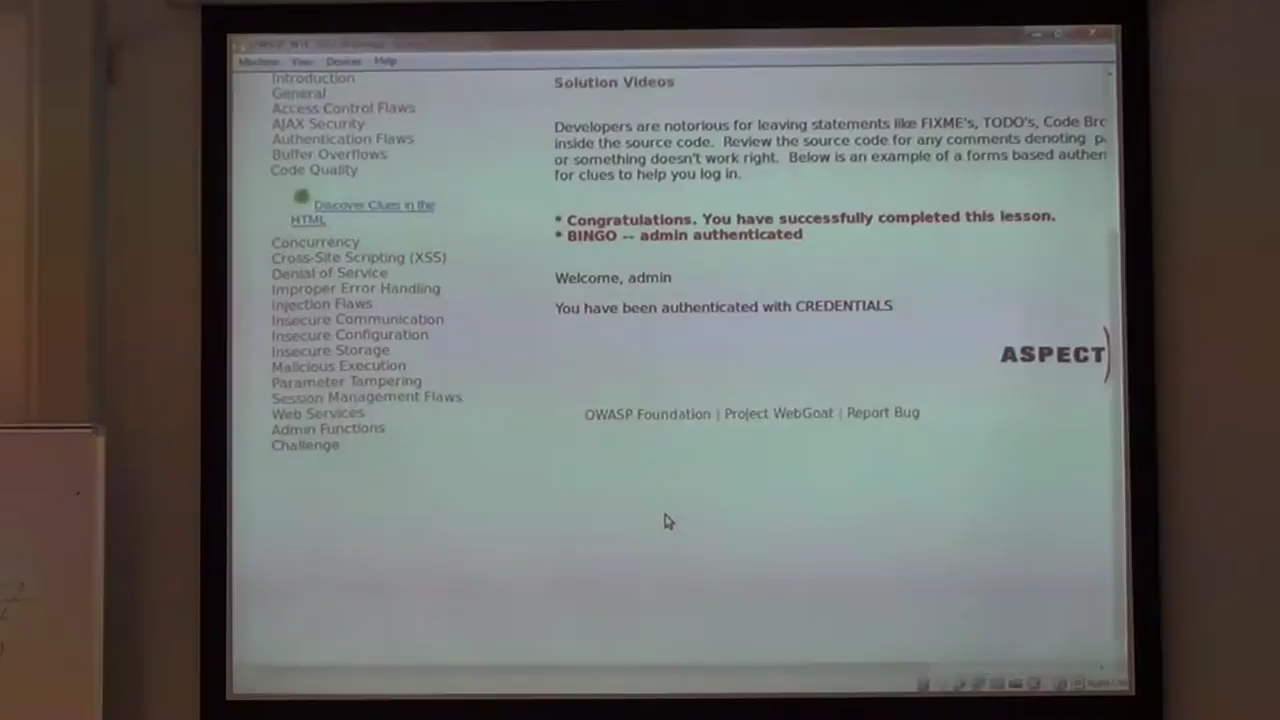 Machine View Devices Help
Introduction
General
Access Control Flaws
AJAX Security
Authentication Flaws
Buffer Overflows
Code Quality
Discover Clues in the
HTML
Concurrency
Cross-Site Scripting (XSS)
Denial of Service
Improper Error Handling
Injection Flaws
Insecure Communication
Insecure Configuration
Insecure Storage
Malicious Execution
Parameter Tampering
Session Management Flaws
Web Services
Admin Functions
Challenge
Solution Videos
Developers are notorious for leaving statements like FIXME's, TODO's, Code Bro
inside the source code. Review the source code for any comments denoting p
or something doesn't work right. Below is an example of a forms based authen
for clues to help you log in.
* Congratulations. You have successfully completed this lesson.
* BINGO -- admin authenticated
Welcome, admin
You have been authenticated with CREDENTIALS
ASPECT
OWASP Foundation | Project WebGoat | Report Bug